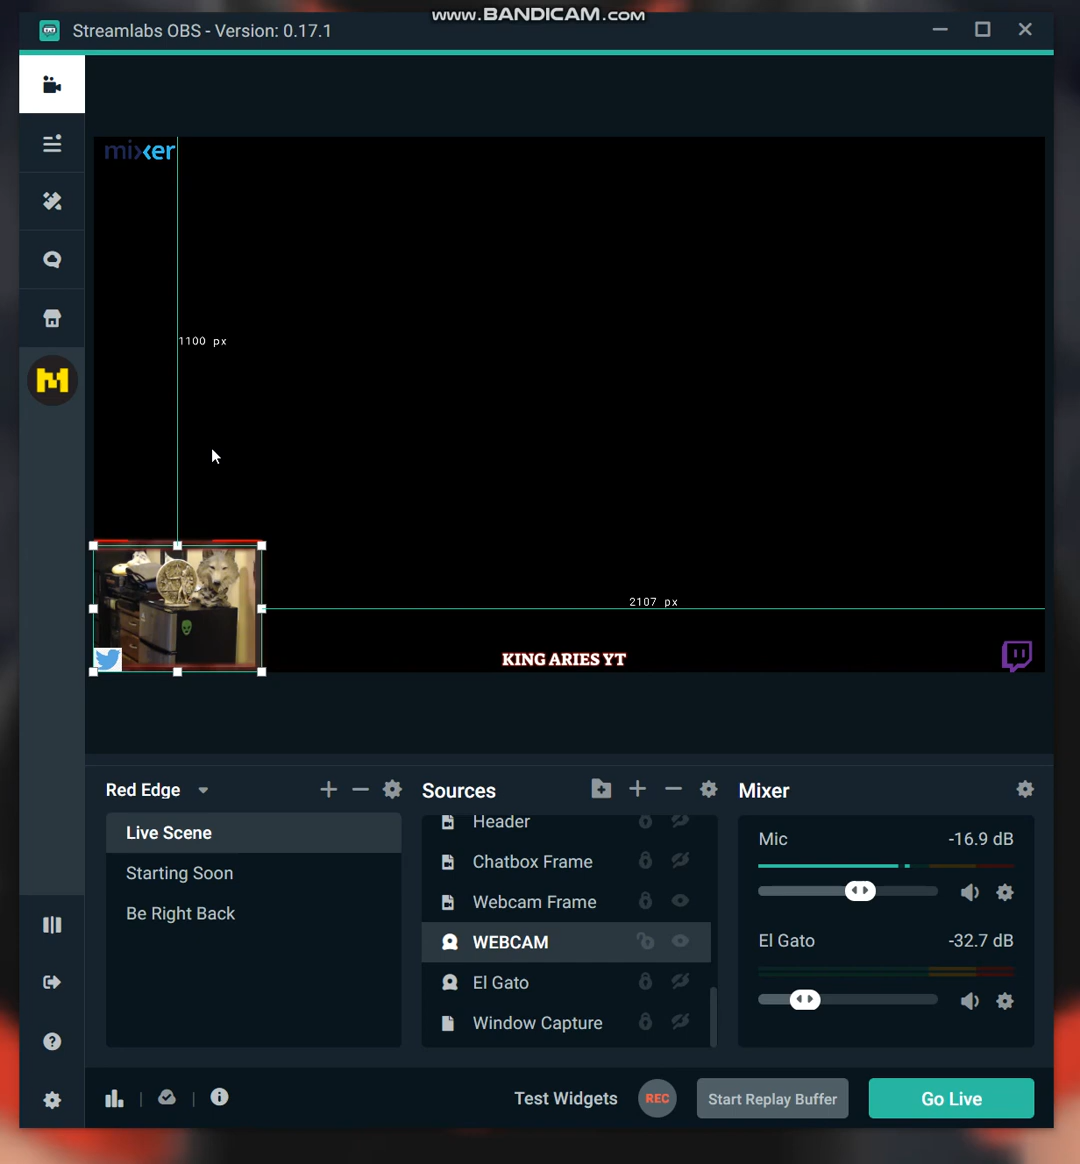 www.BANDICAM.com
Streamlabs OBS - Version: 0.17.1
mixer
1100 px
2107 px
KING ARIES YT
Red Edge
Live Scene
Starting Soon
Be Right Back
Sources
Header
Chatbox Frame
Webcam Frame
WEBCAM
El Gato
Window Capture
Mixer
Mic -16.9 dB
El Gato -32.7 dB
Test Widgets REC Start Replay Buffer Go Live